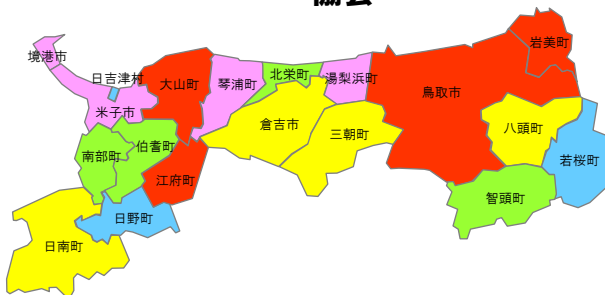 協会
岩美町
境港市
日吉津村
大山町
琴浦町
北栄町
湯梨浜町
鳥取市
米子市
倉吉市
三朝町
八頭町
伯耆町
南部町
若桜町
江府町
智頭町
日野町
日南町